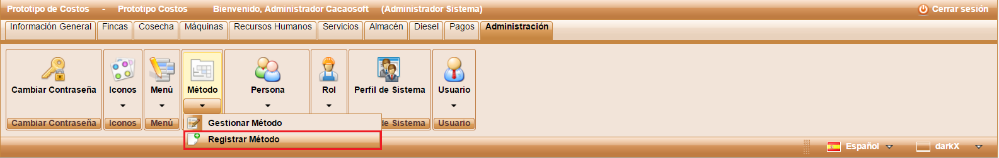 Prototipo de Costos - Prototipo Costos Bienvenido, Administrador Cacaosoft (Administrador Sistema) Cerrar sesión
Información General Fincas Cosecha Máquinas Recursos Humanos Servicios Almacén Diesel Pagos Administración
Cambiar Contraseña Iconos Menú Método Persona Rol Perfil de Sistema Usuario
Cambiar Contraseña Iconos Menú de Sistema Usuario
Gestionar Método
Registrar Método
Español darkX